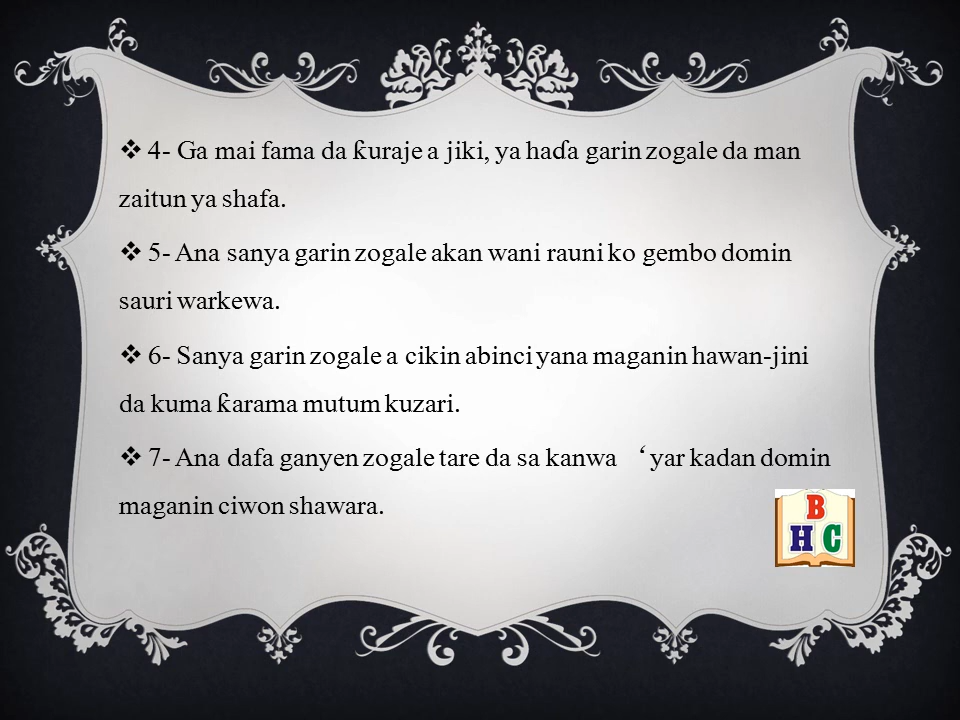 ❖ 4- Ga mai fama da ƙuraje a jiki, ya haɗa garin zogale da man
zaitun ya shafa.
❖ 5- Ana sanya garin zogale akan wani rauni ko gembo domin
sauri warkewa.
❖ 6- Sanya garin zogale a cikin abinci yana maganin hawan-jini
da kuma ƙarama mutum kuzari.
❖ 7- Ana dafa ganyen zogale tare da sa kanwa ‘ yar kadan domin
maganin ciwon shawara.
B
H C